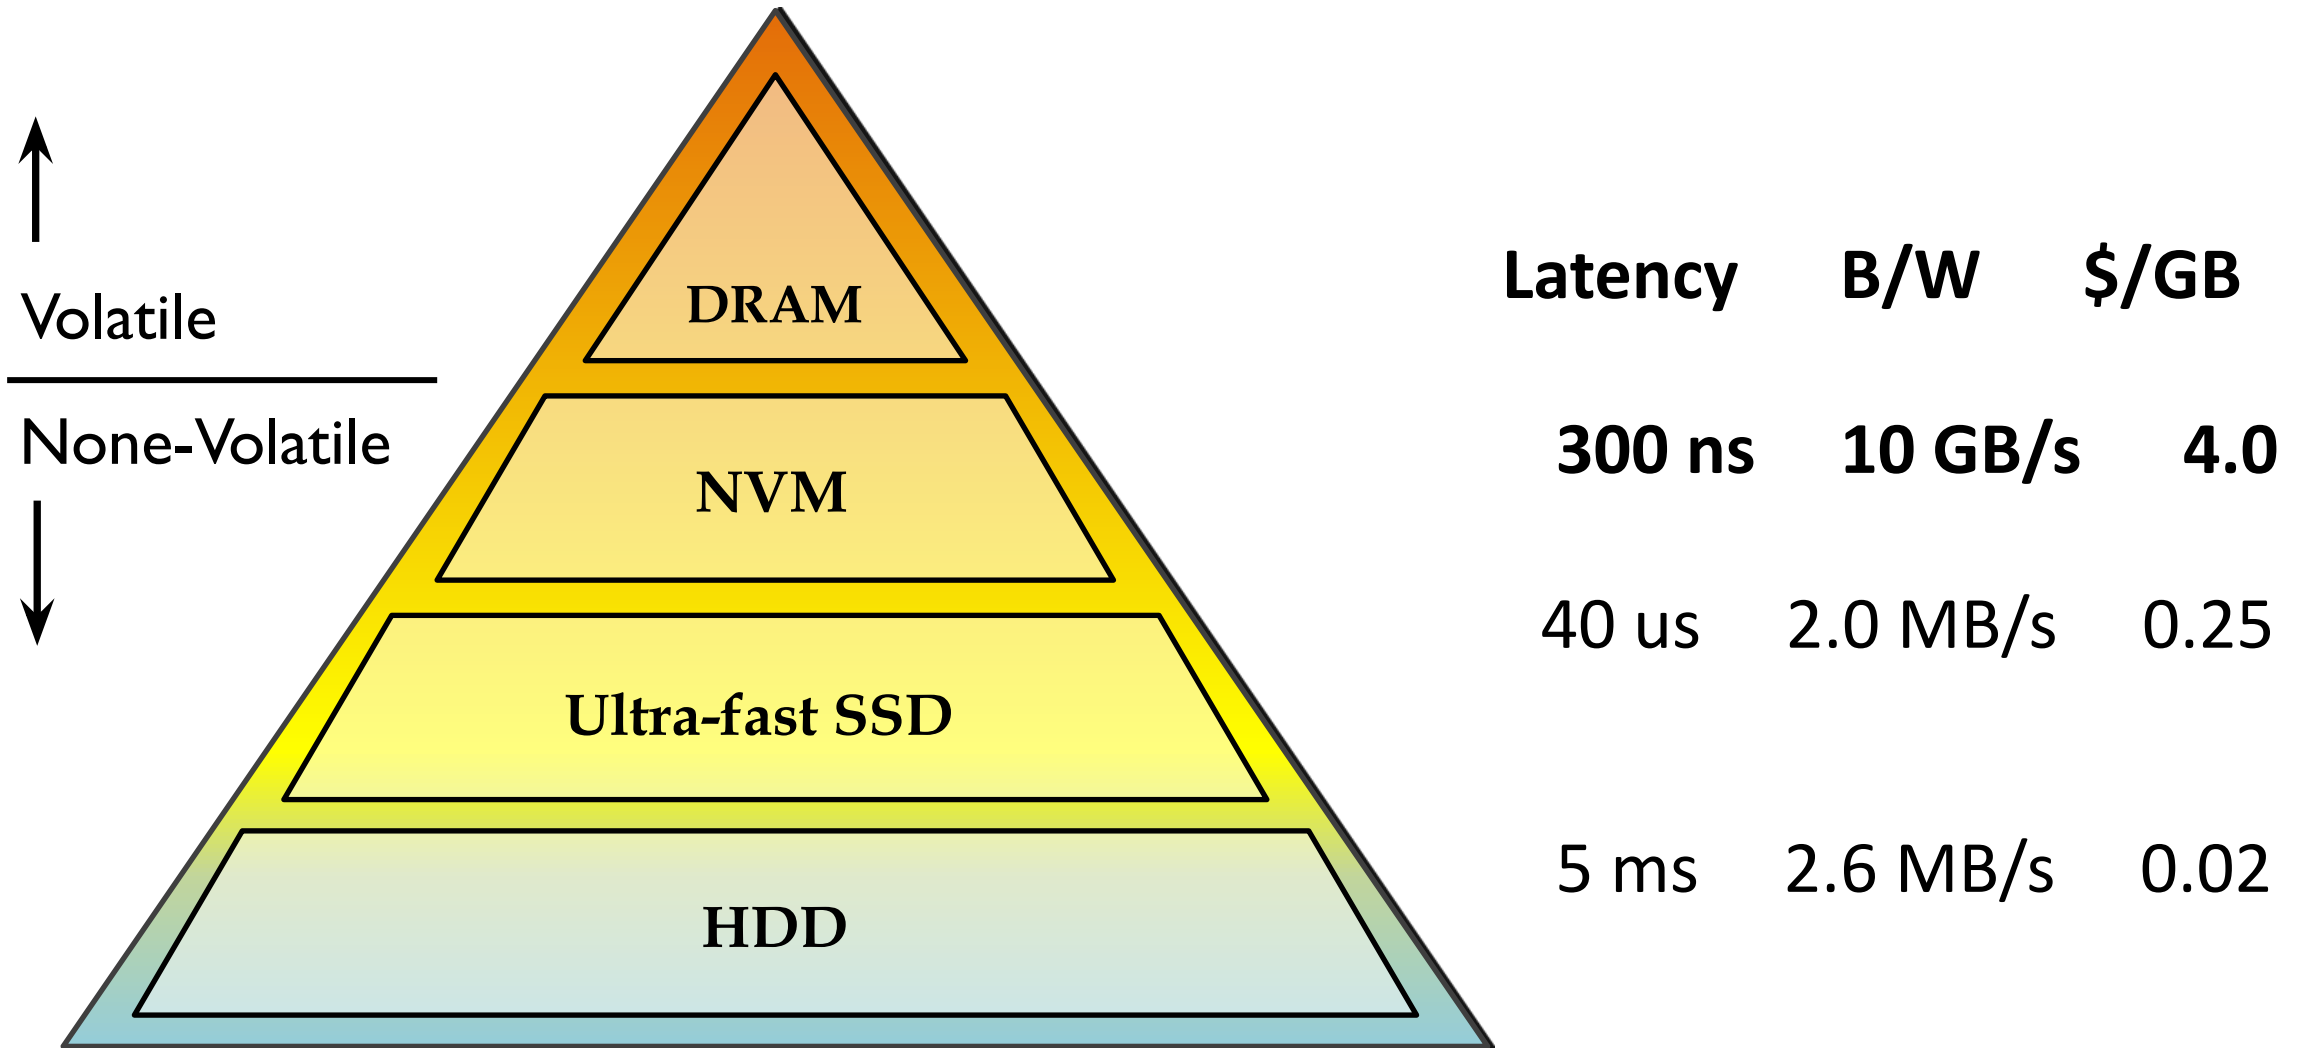 Volatile
None-Volatile
DRAM
NVM
Ultra-fast SSD
HDD
Latency B/W $/GB
300 ns 10 GB/s 4.0
40 us 2.0 MB/s 0.25
5 ms 2.6 MB/s 0.02